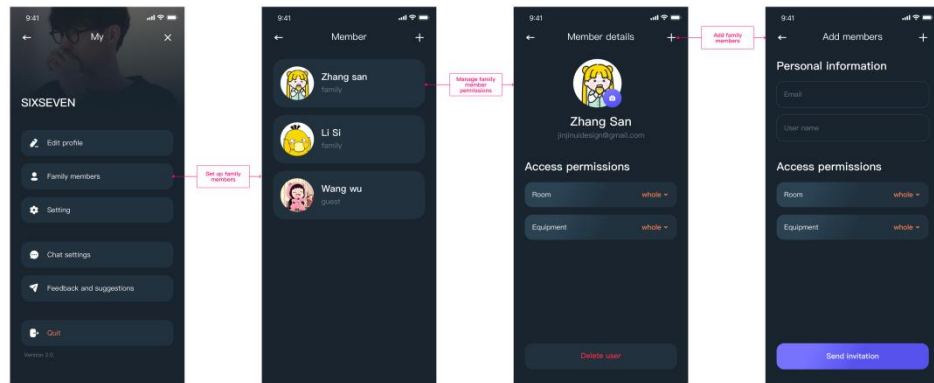 9:41
My
SIXSEVEN
Edit profile
Family members
Setting
Chat settings
Feedback and suggestions
Quit
Version 2.0
Set up family
members
9:41
Member
Zhang san
family
Li Si
family
Wang wu
guest
Manage family
member
permissions
9:41
Member details
Zhang San
jinjinuidesign@gmail.com
Access permissions
Room
whole
Equipment
whole
Delete user
Add family
members
9:41
Add members
Personal information
Email
User name
Access permissions
Room
whole
Equipment
whole
Send invitation